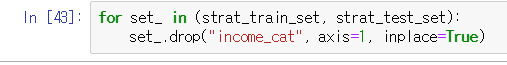 In [43]: for set_ in (strat_train_set, strat_test_set):
    set_.drop("income_cat", axis=1, inplace=True)